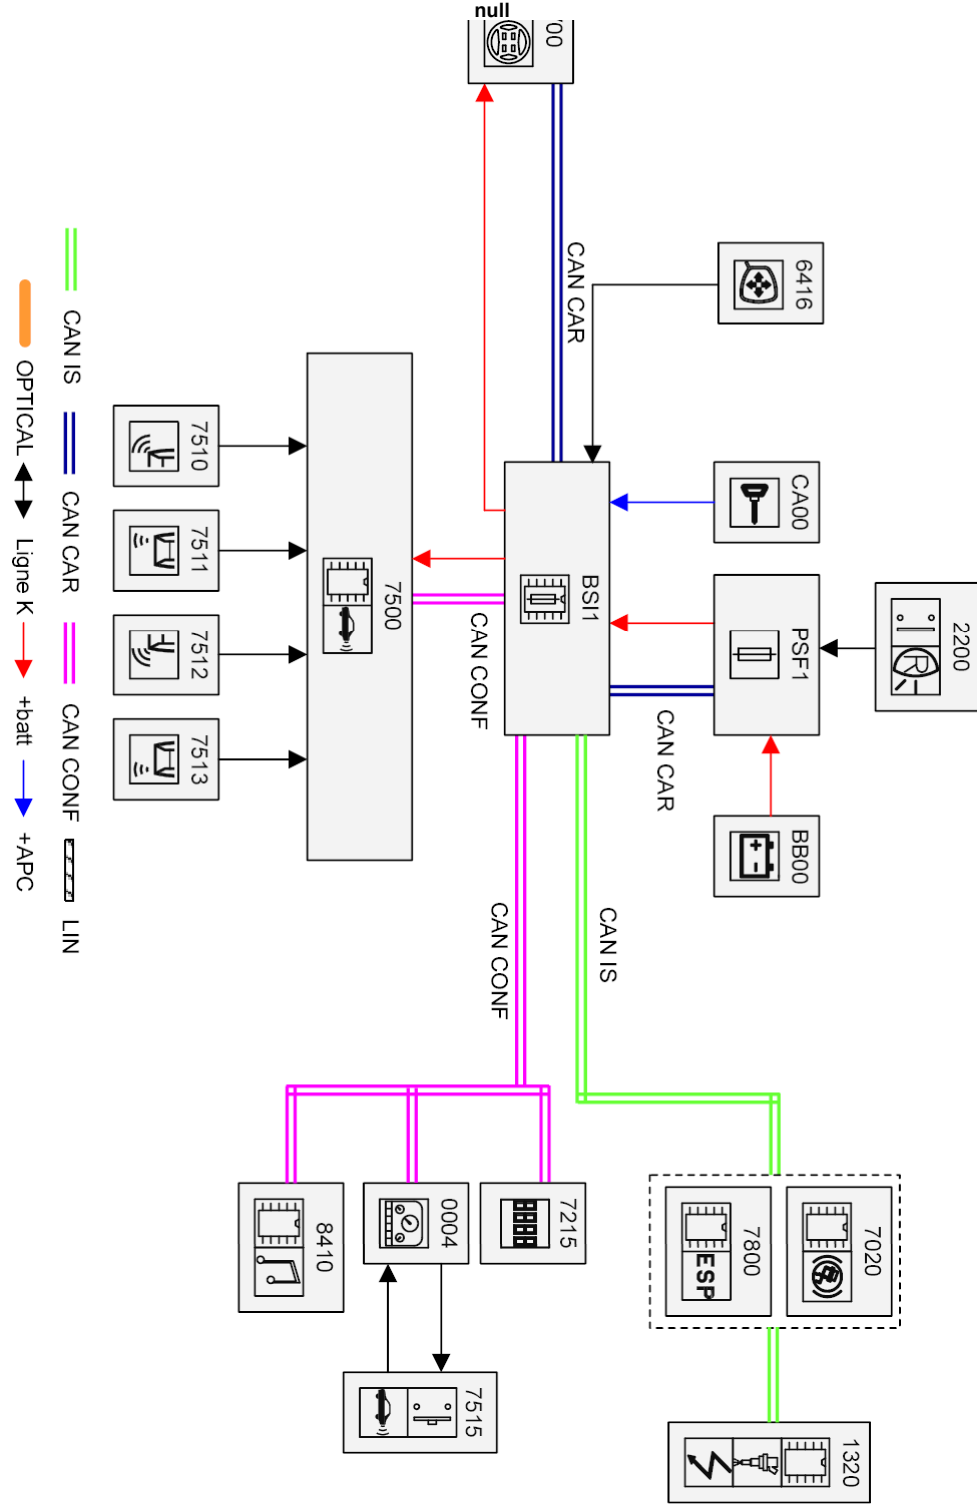 null
00
CAN CAR
6416
CA00
BSI1
PSF1
2200
R
CAN CAR
BB00
+
-
7500
CAN CONF
7510
7511
7512
7513
CAN CONF
CAN IS
7215
0004
8410
7515
7020
7800
ESP
1320
CAN IS
CAN CAR
CAN CONF
LIN
OPTICAL
Ligne K
+batt
+APC